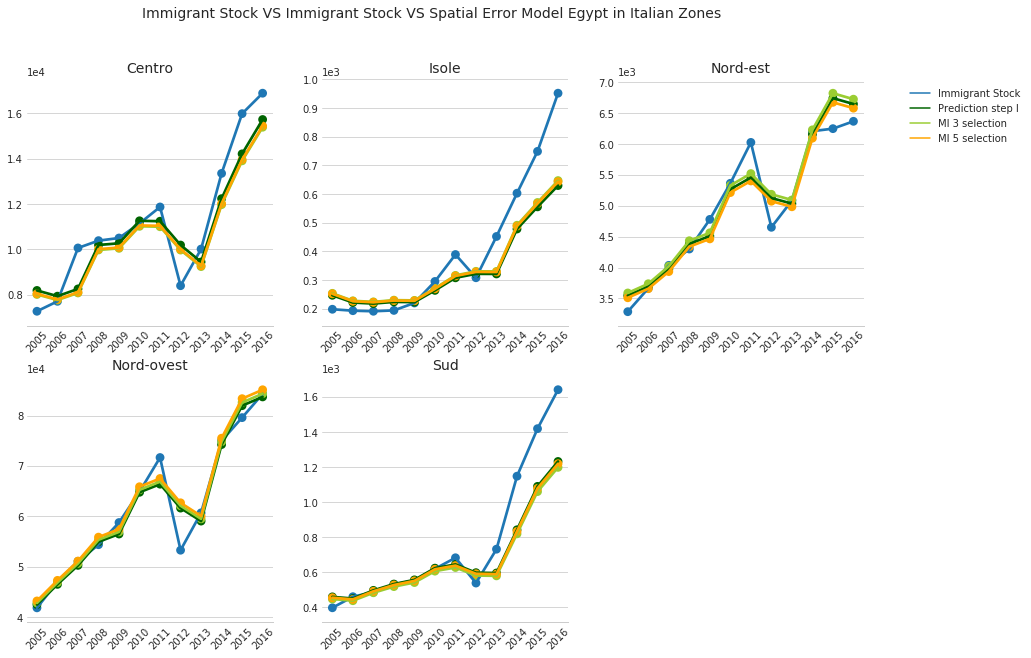 Immigrant Stock VS Immigrant Stock VS Spatial Error Model Egypt in Italian Zones
Centro
1e4
1.6
1.4
1.2
1.0
0.8
2005 2006 2007 2008 2009 2010 2011 2012 2013 2014 2015 2016
Isole
1e3
1.0
0.9
0.8
0.7
0.6
0.5
0.4
0.3
0.2
2005 2006 2007 2008 2009 2010 2011 2012 2013 2014 2015 2016
Nord-est
1e3
7.0
6.5
6.0
5.5
5.0
4.5
4.0
3.5
2005 2006 2007 2008 2009 2010 2011 2012 2013 2014 2015 2016
Immigrant Stock
Prediction step I
MI 3 selection
MI 5 selection
Nord-ovest
1e4
8
7
6
5
4
2005 2006 2007 2008 2009 2010 2011 2012 2013 2014 2015 2016
Sud
1e3
1.6
1.4
1.2
1.0
0.8
0.6
0.4
2005 2006 2007 2008 2009 2010 2011 2012 2013 2014 2015 2016